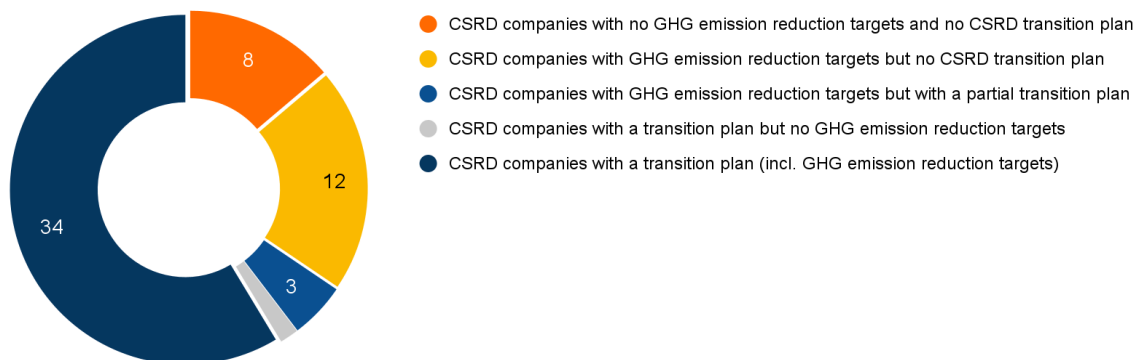 8
12
3
34
CSRD companies with no GHG emission reduction targets and no CSRD transition plan
CSRD companies with GHG emission reduction targets but no CSRD transition plan
CSRD companies with GHG emission reduction targets but with a partial transition plan
CSRD companies with a transition plan but no GHG emission reduction targets
CSRD companies with a transition plan (incl. GHG emission reduction targets)